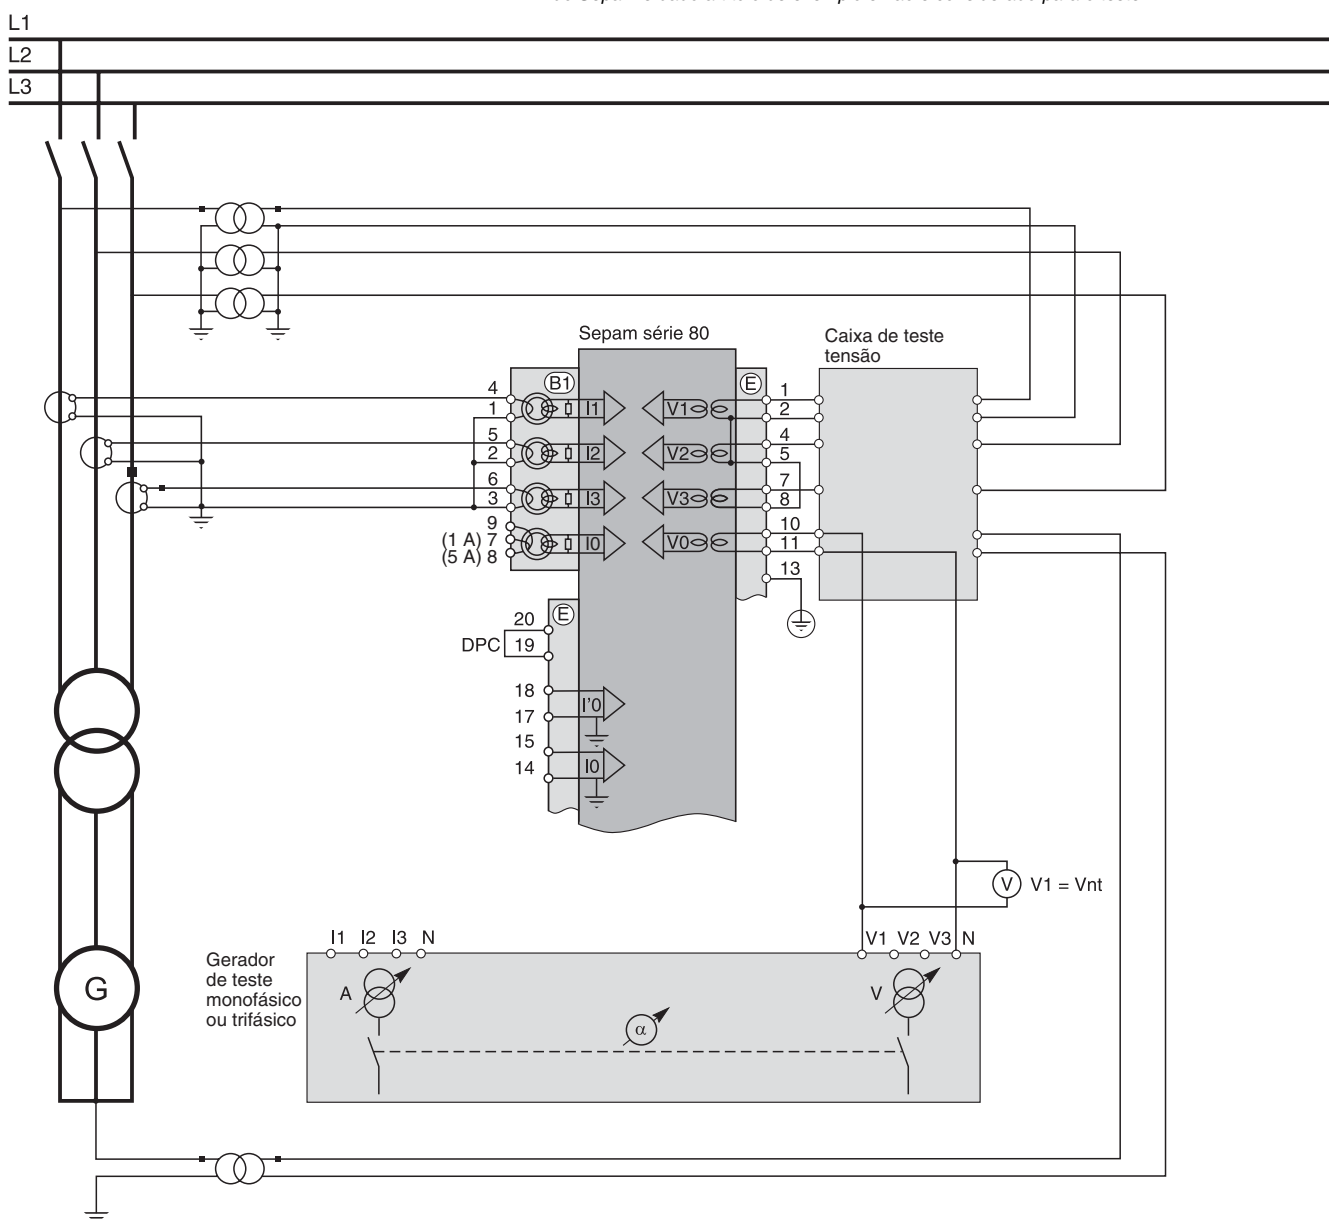 L1
L2
L3
Sepam série 80
Caixa de teste
tensão
4 B1 E 1
1 I1 V1 2
5 4
2 I2 V2 5
6 7
3 I3 V3 8
9 10
(1 A) 7 I0 V0 11
(5 A) 8
13
20 E
DPC 19
18
I'0
17
15
I0
14
V V1 = Vnt
I1 I2 I3 N V1 V2 V3 N
Gerador
de teste
monofásico
ou trifásico
A V
G
α